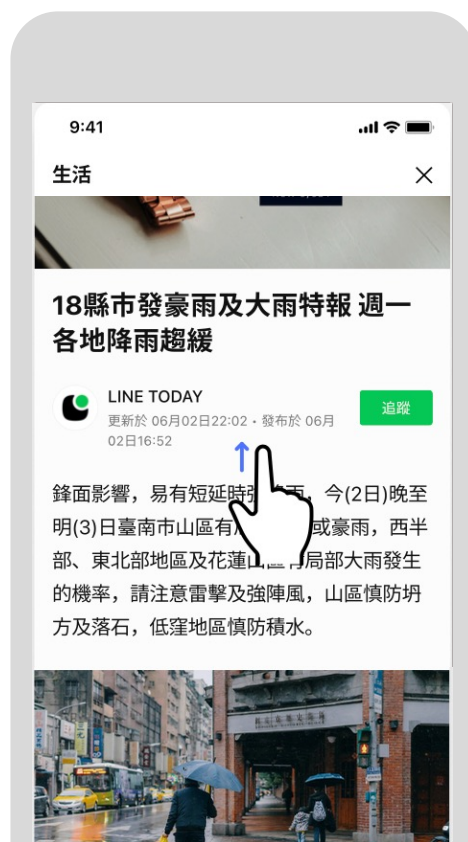 9:41
生活
18縣市發豪雨及大雨特報 週一
各地降雨趨緩
LINE TODAY
更新於 06月02日22:02・發布於 06月
02日16:52
追蹤
鋒面影響，易有短延時強 ，今(2日)晚至
明(3)日臺南市山區有 或豪雨，西半
部、東北部地區及花蓮 局部大雨發生
的機率，請注意雷擊及強陣風，山區慎防坍
方及落石，低窪地區慎防積水。